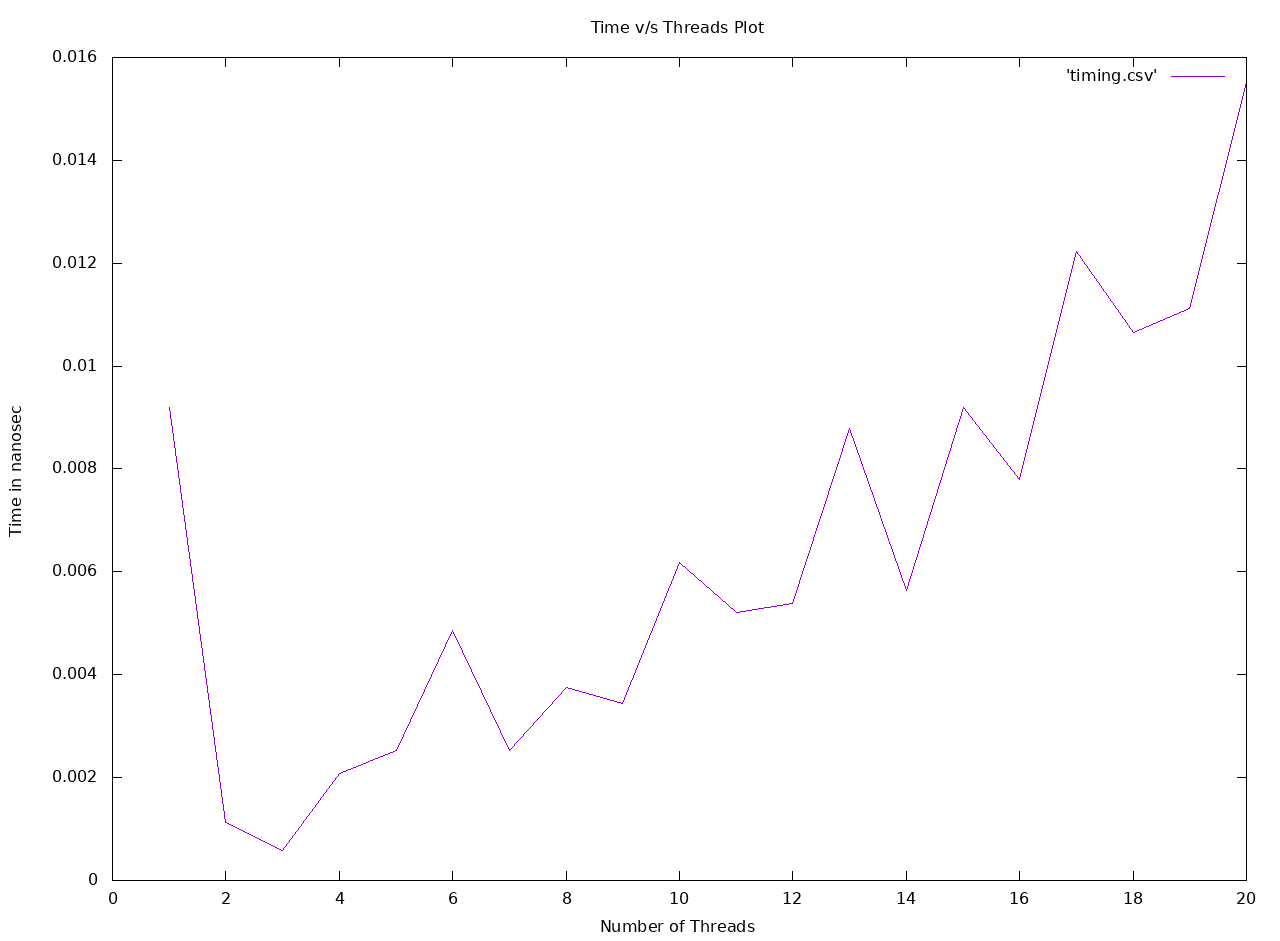 Time v/s Threads Plot
'timing.csv'
0.016
0.014
0.012
0.01
0.008
0.006
0.004
0.002
0
Time in nanosec
0 2 4 6 8 10 12 14 16 18 20
Number of Threads